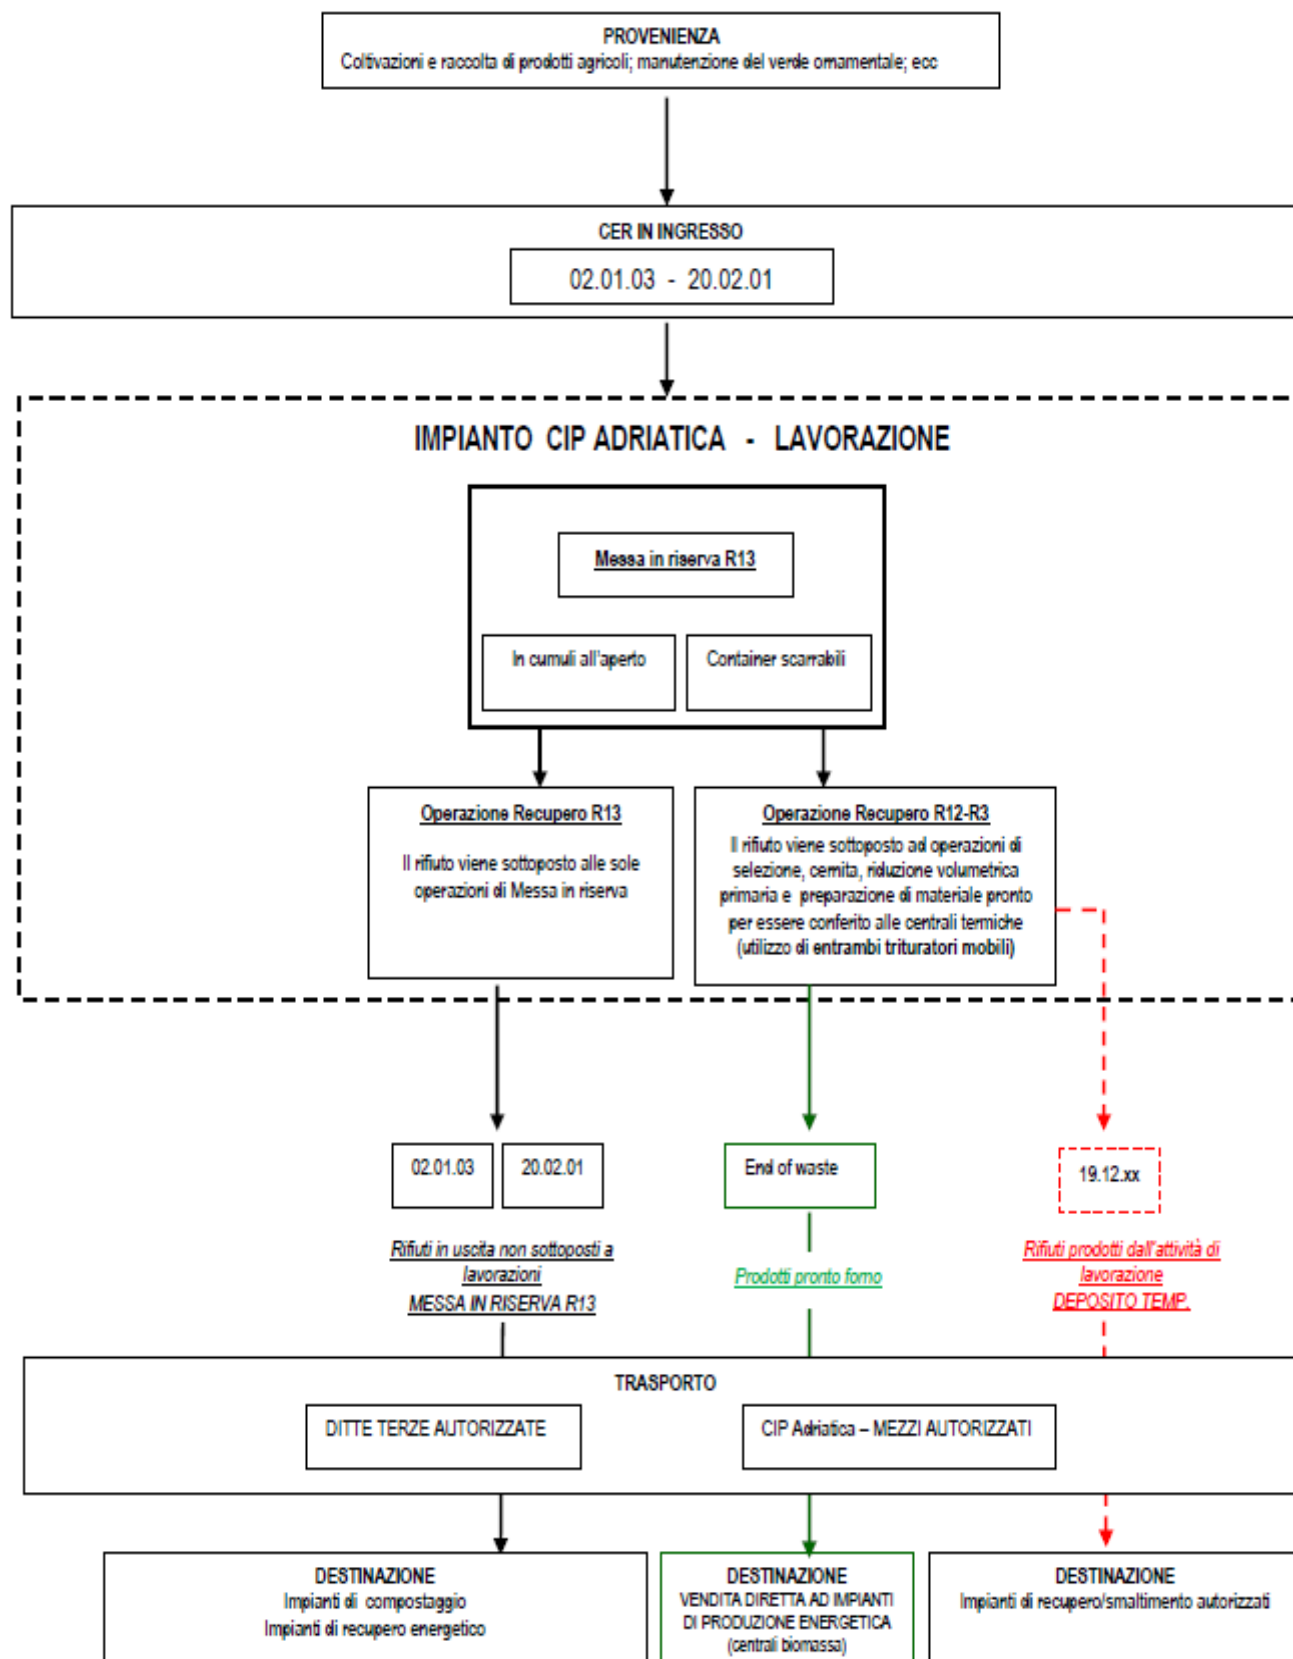 PROVENIENZA
Coltivazioni e raccolta di prodotti agricoli; manutenzione del verde ornamentale; ecc
CER IN INGRESSO
02.01.03 - 20.02.01
IMPIANTO CIP ADRIATICA - LAVORAZIONE
Messa in riserva R13
In cumuli all'aperto
Container scarrabili
Operazione Recupero R13
Il rifiuto viene sottoposto alle sole
operazioni di Messa in riserva
Operazione Recupero R12-R3
Il rifiuto viene sottoposto ad operazioni di
selezione, cernita, riduzione volumetrica
primaria e preparazione di materiale pronto
per essere conferito alle centrali termiche
(utilizzo di entrambi trituratori mobili)
02.01.03
20.02.01
End of waste
19.12.xx
Rifiuti in uscita non sottoposti a
lavorazioni
MESSA IN RISERVA R13
Prodotti pronto forno
Rifiuti prodotti dall'attività di
lavorazione
DEPOSITO TEMP.
TRASPORTO
DITTE TERZE AUTORIZZATE
CIP Adriatica – MEZZI AUTORIZZATI
DESTINAZIONE
Impianti di compostaggio
Impianti di recupero energetico
DESTINAZIONE
VENDITA DIRETTA AD IMPIANTI
DI PRODUZIONE ENERGETICA
(centrali biomassa)
DESTINAZIONE
Impianti di recupero/smaltimento autorizzati